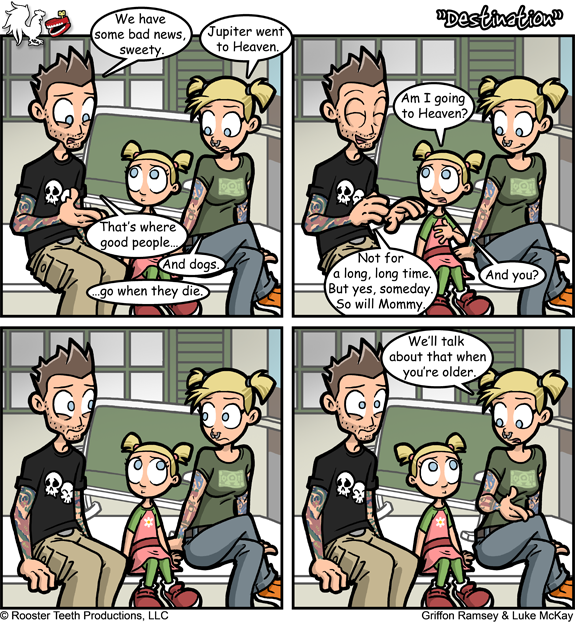 "Destination"
We have
some bad news,
sweety.
Jupiter went
to Heaven.
That's where
good people...
And dogs.
...go when they die.
Am I going
to Heaven?
Not for
a long, long time.
But yes, someday.
So will Mommy.
And you?
We'll talk
about that when
you're older.
© Rooster Teeth Productions, LLC
Griffon Ramsey & Luke McKay